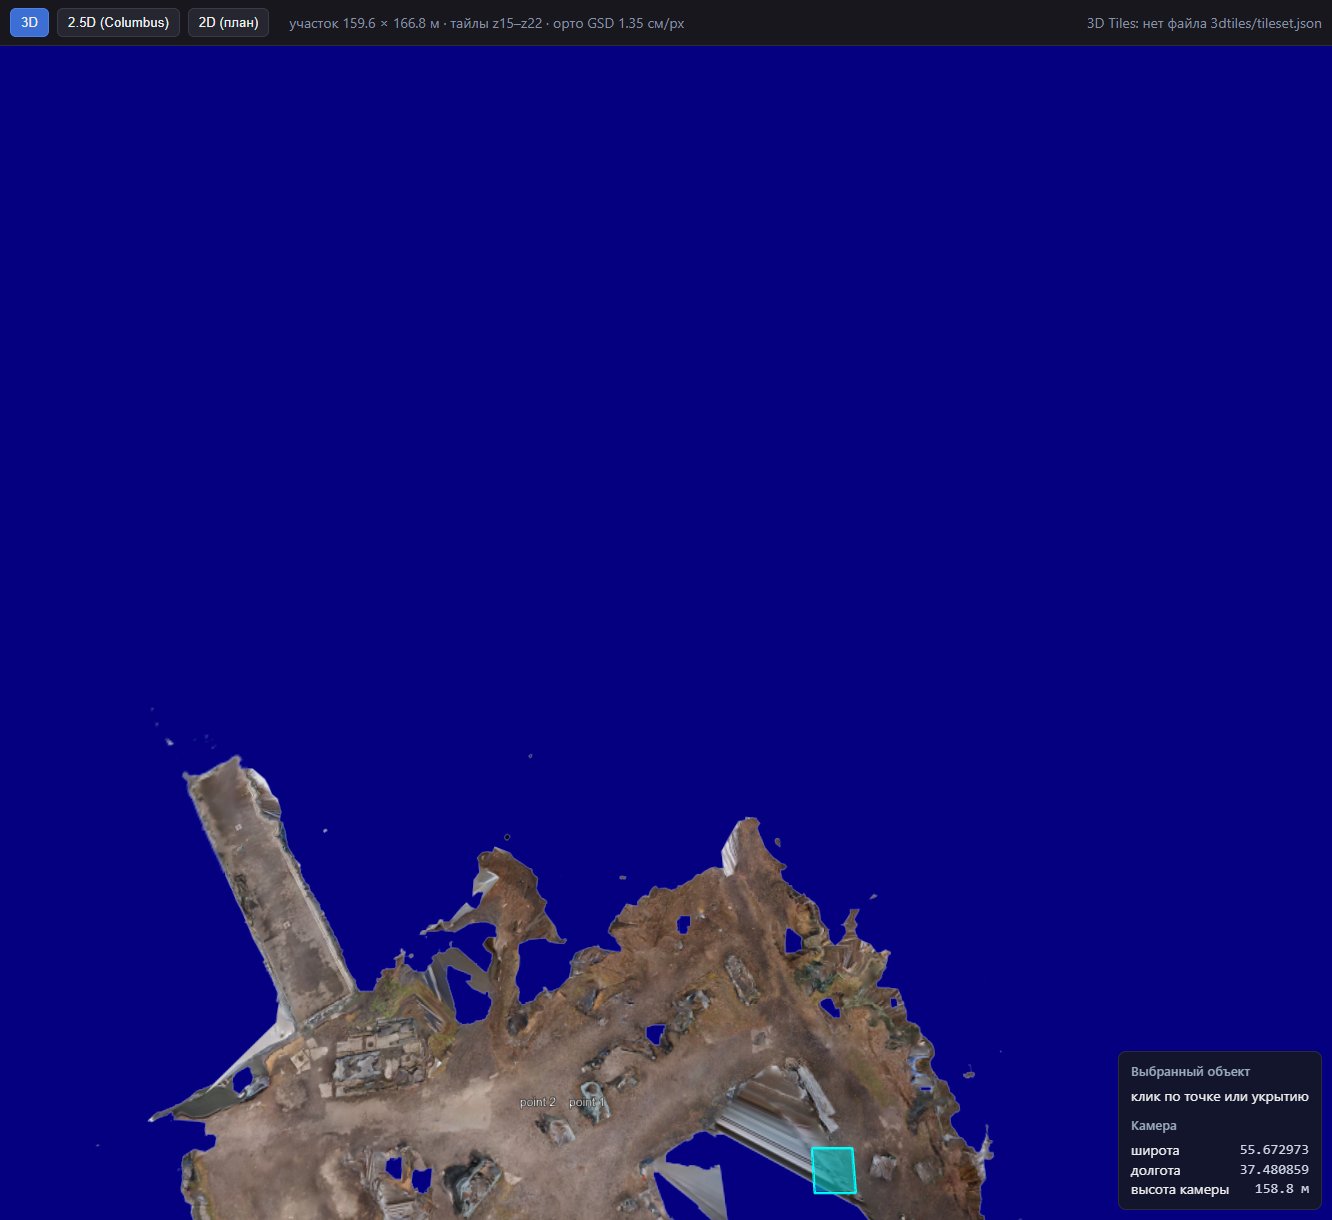 3D 2.5D (Columbus) 2D (план) участок 159.6 × 166.8 м · тайлы z15–z22 · орто GSD 1.35 см/px 3D Tiles: нет файла 3dtiles/tileset.json
point 2 point 1
Выбранный объект
клик по точке или укрытию
Камера
широта 55.672973
долгота 37.480859
высота камеры 158.8 м